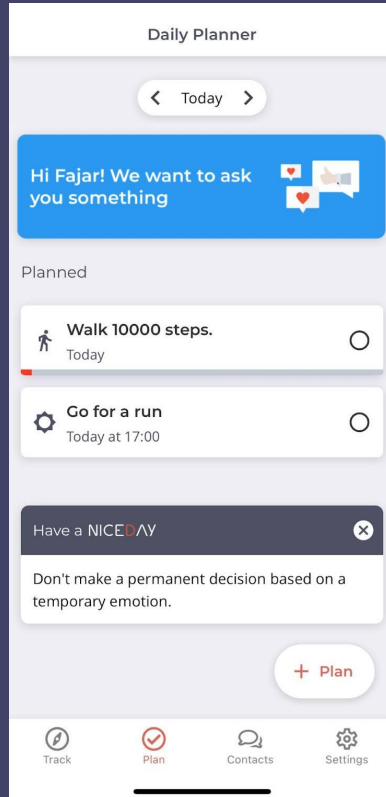 Daily Planner
Today
Hi Fajar! We want to ask
you something
Planned
Walk 10000 steps.
Today
Go for a run
Today at 17:00
Have a NICEDAY
Don't make a permanent decision based on a
temporary emotion.
+ Plan
Track
Plan
Contacts
Settings